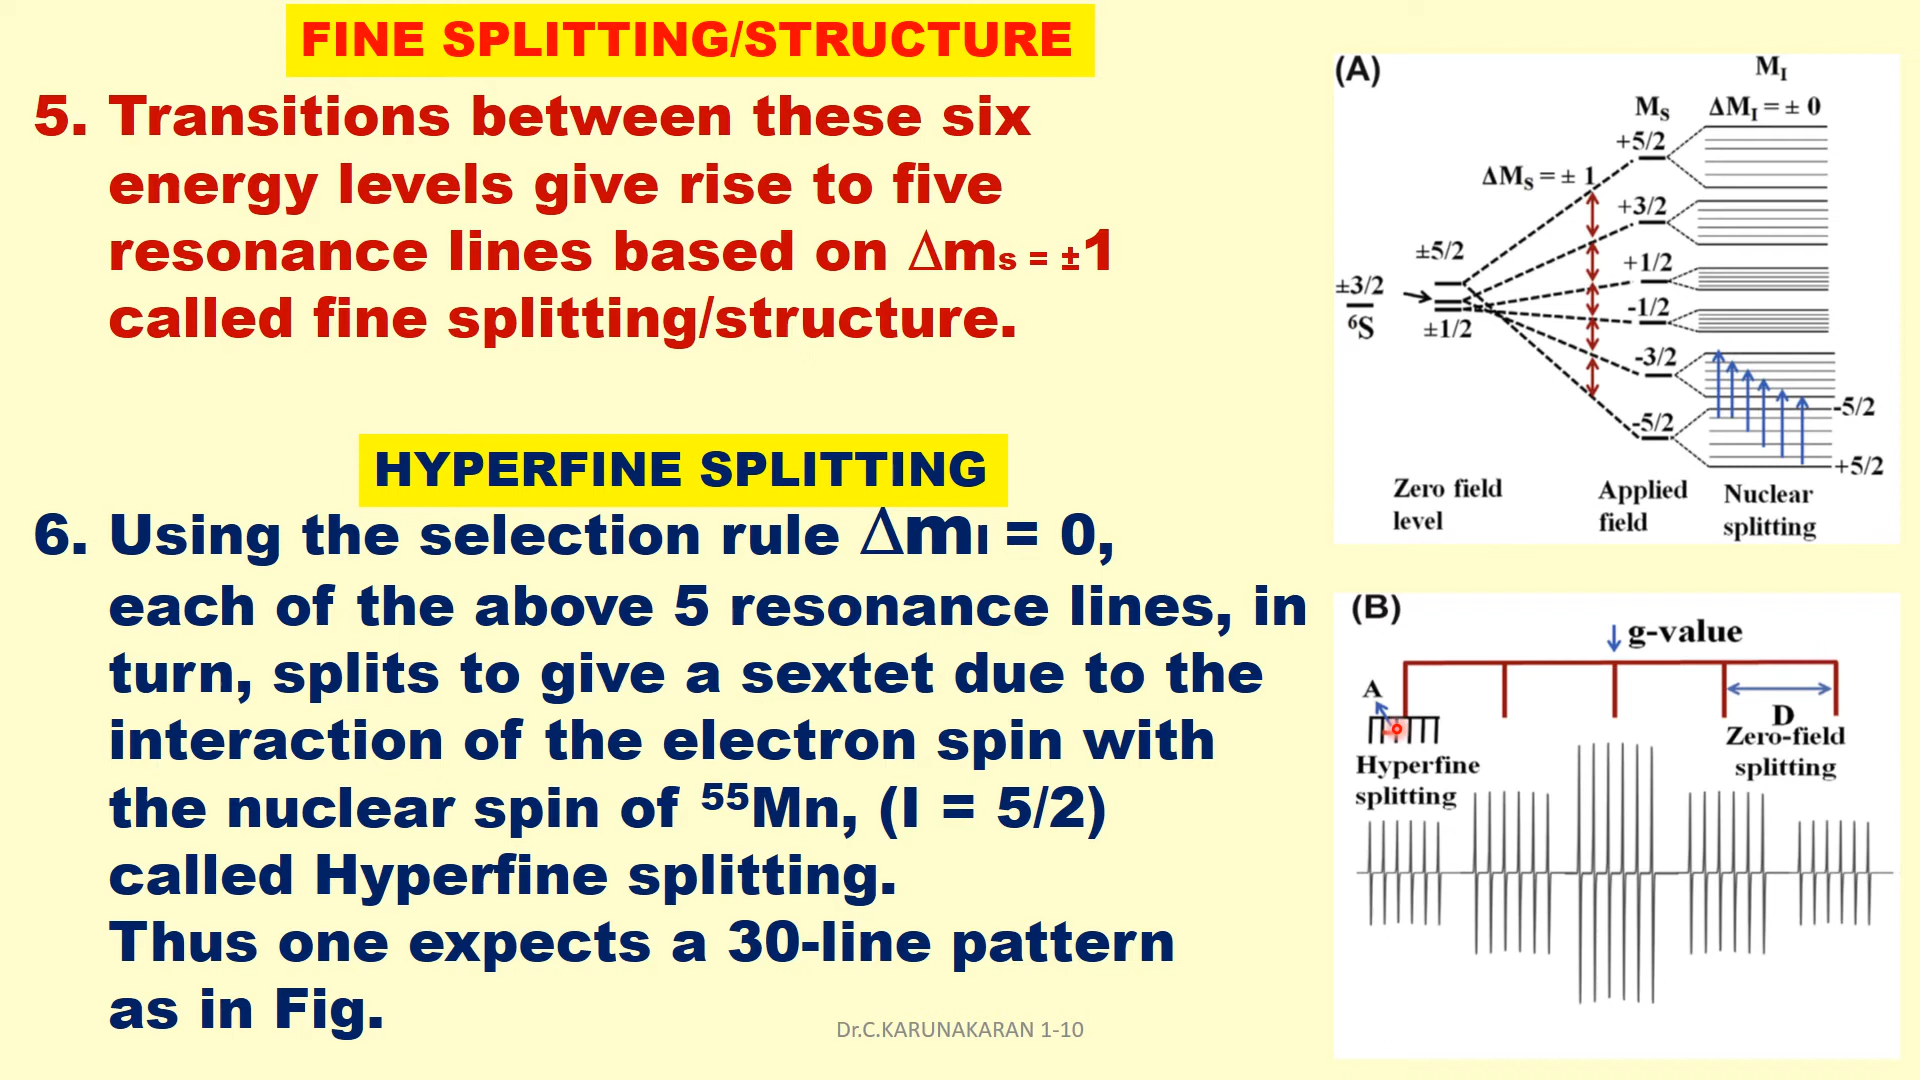 FINE SPLITTING/STRUCTURE
5. Transitions between these six
energy levels give rise to five
resonance lines based on Δms = ±1
called fine splitting/structure.
HYPERFINE SPLITTING
6. Using the selection rule ΔmI = 0,
each of the above 5 resonance lines, in
turn, splits to give a sextet due to the
interaction of the electron spin with
the nuclear spin of ⁵⁵Mn, (I = 5/2)
called Hyperfine splitting.
Thus one expects a 30-line pattern
as in Fig.
Dr.C.KARUNAKARAN 1-10
(A)
MI
MS
ΔMI = ± 0
+5/2
ΔMS = ± 1
+3/2
±5/2
+1/2
±3/2
-1/2
⁶S
±1/2
-3/2
-5/2
-5/2
+5/2
Zero field
level
Applied
field
Nuclear
splitting
(B)
g-value
A
D
Zero-field
splitting
Hyperfine
splitting